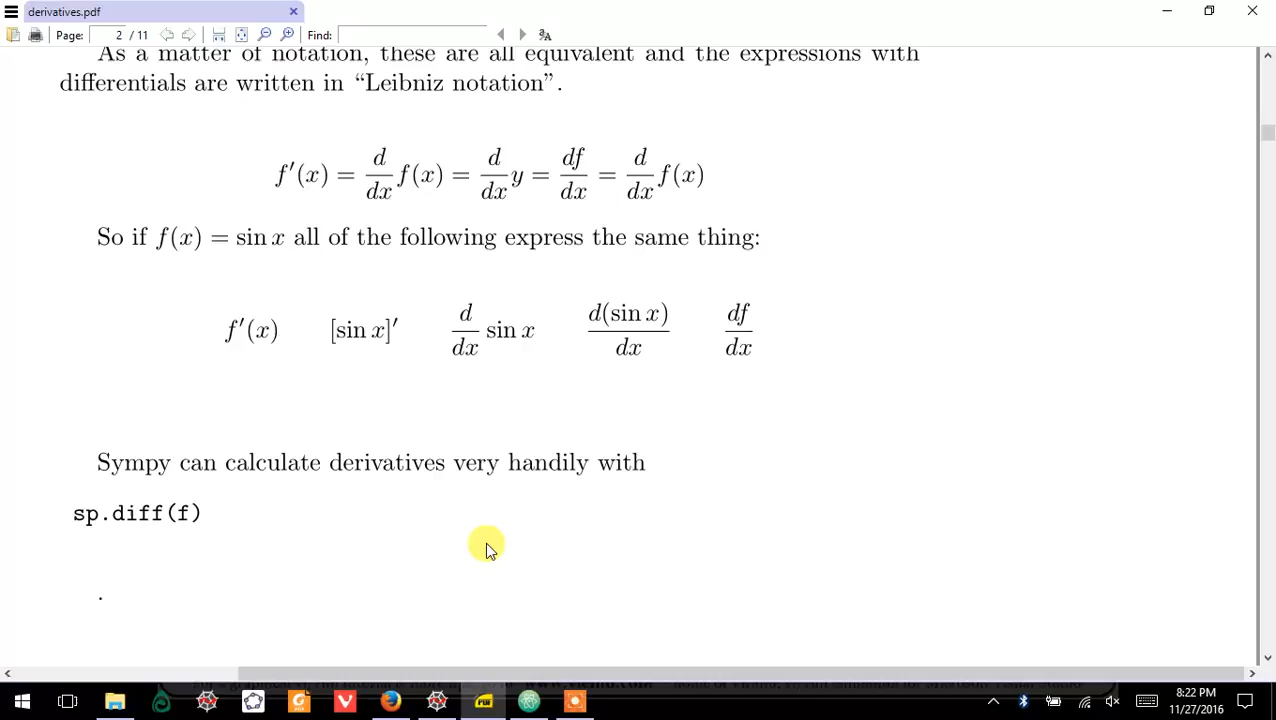 derivatives.pdf
Page: 2 / 11 Find:
As a matter of notation, these are all equivalent and the expressions with
differentials are written in “Leibniz notation”.
f′(x) = d/dx f(x) = d/dx y = df/dx = d/dx f(x)
So if f(x) = sin x all of the following express the same thing:
f′(x) [sin x]′ d/dx sin x d(sin x)/dx df/dx
Sympy can calculate derivatives very handily with
sp.diff(f)
.
8:22 PM
11/27/2016